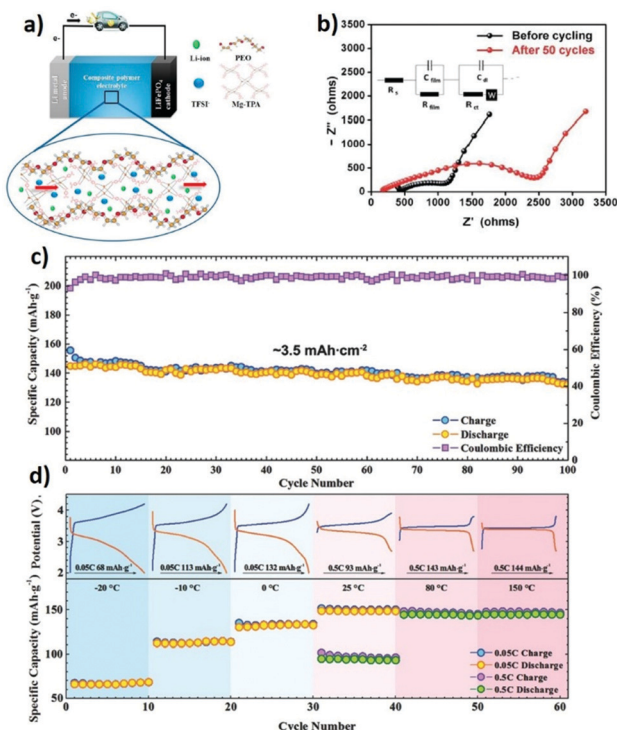 a)
e-
e-
Li metal
anode
Composite polymer
electrolyte
LiFePO4
cathode
Li-ion
PEO
TFSI-
Mg-TPA
b)
Before cycling
After 50 cycles
C film
C dl
R s
R film
R ct
W
3500
3000
2500
2000
1500
1000
500
0
0 500 1000 1500 2000 2500 3000 3500
- Z'' (ohms)
Z' (ohms)
c)
200
180
160
140
120
100
Specific Capacity (mAh·g-1)
~3.5 mAh·cm-2
Charge
Discharge
Coulombic Efficiency
100
80
60
40
20
0
Coulombic Efficiency (%)
0 10 20 30 40 50 60 70 80 90 100
Cycle Number
d)
Potential (V)
4
3
2
0.05C 68 mAh·g-1
0.05C 113 mAh·g-1
0.05C 132 mAh·g-1
0.5C 93 mAh·g-1
0.5C 143 mAh·g-1
0.5C 144 mAh·g-1
-20 °C
-10 °C
0 °C
25 °C
80 °C
150 °C
Specific Capacity (mAh·g-1)
150
100
50
0.05C Charge
0.05C Discharge
0.5C Charge
0.5C Discharge
0 10 20 30 40 50 60
Cycle Number